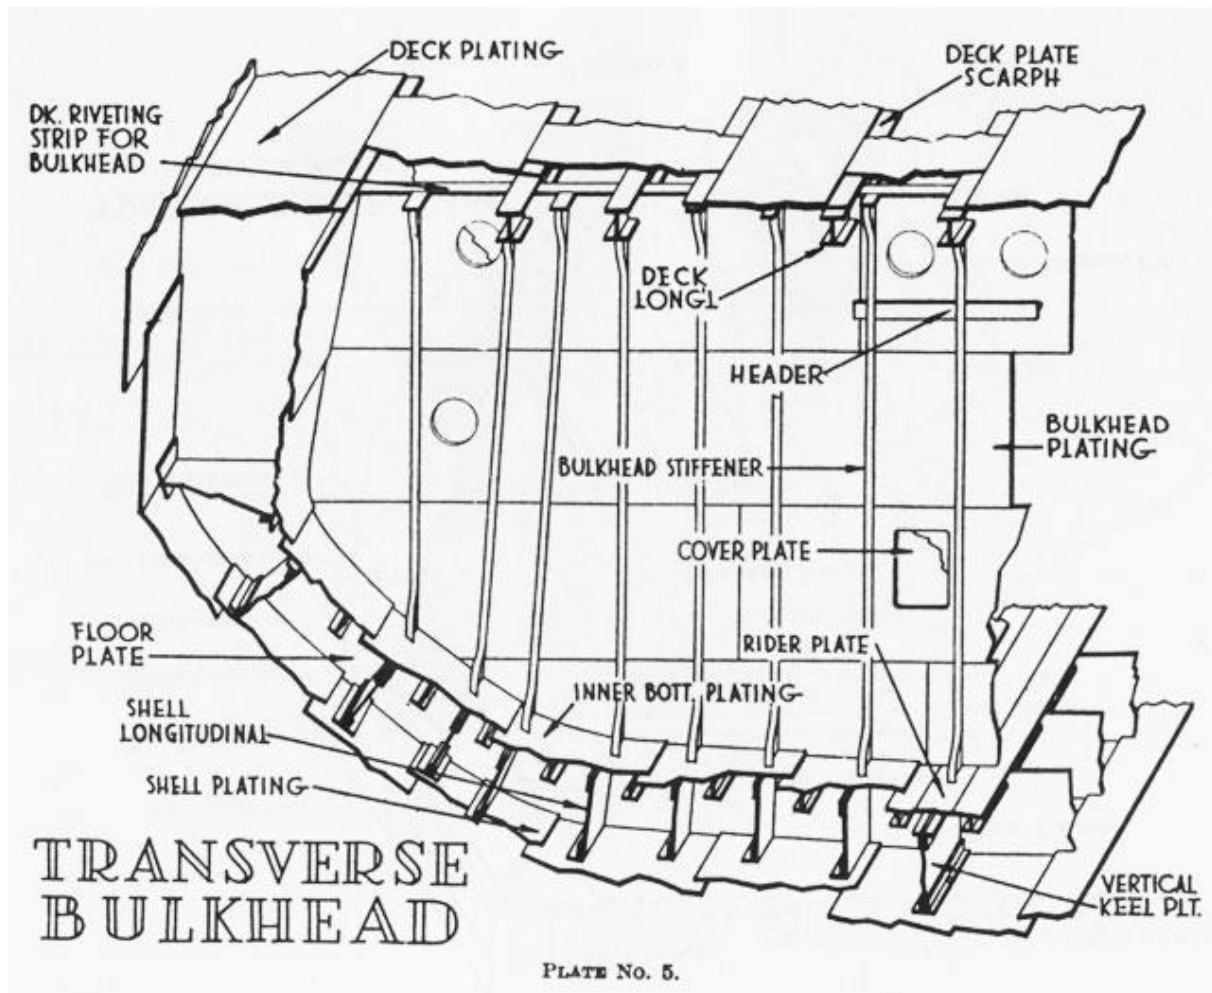 DECK PLATING
DECK PLATE
SCARPH
DK. RIVETING
STRIP FOR
BULKHEAD
DECK
LONG'L
HEADER
BULKHEAD
PLATING
BULKHEAD STIFFENER
COVER PLATE
FLOOR
PLATE
RIDER PLATE
INNER BOTT. PLATING
SHELL
LONGITUDINAL
SHELL PLATING
TRANSVERSE
BULKHEAD
VERTICAL
KEEL PLT.
PLATE NO. 5.